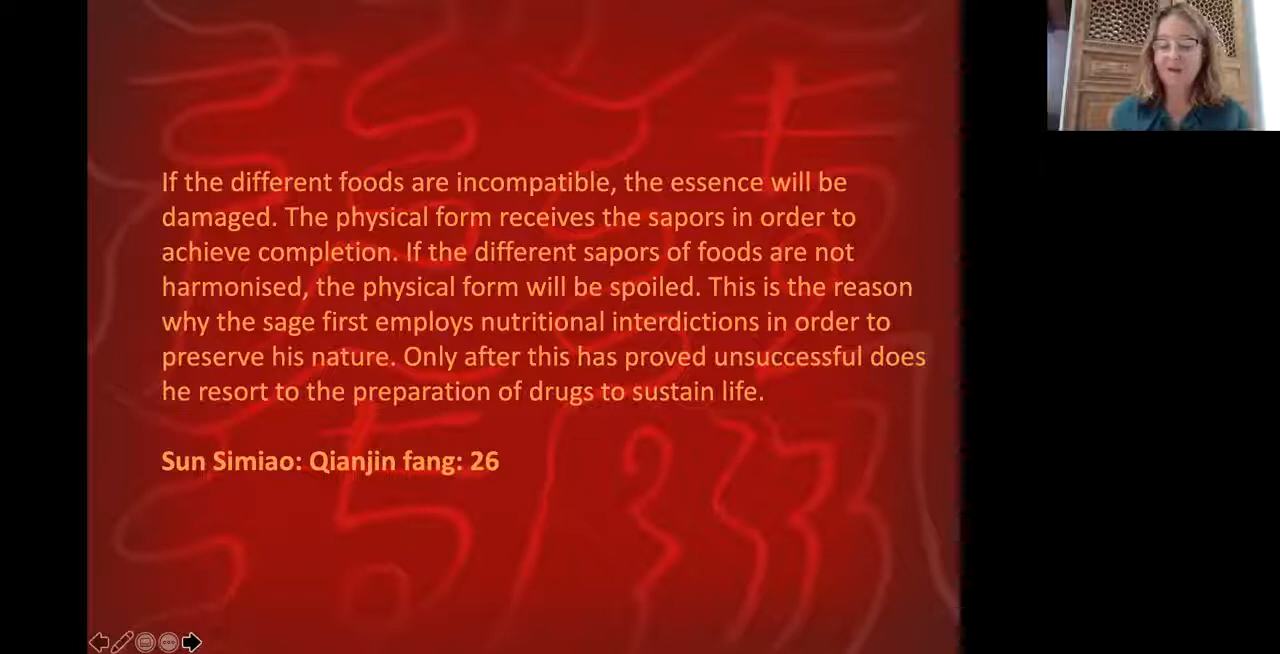 If the different foods are incompatible, the essence will be
damaged. The physical form receives the sapors in order to
achieve completion. If the different sapors of foods are not
harmonised, the physical form will be spoiled. This is the reason
why the sage first employs nutritional interdictions in order to
preserve his nature. Only after this has proved unsuccessful does
he resort to the preparation of drugs to sustain life.
Sun Simiao: Qianjin fang: 26